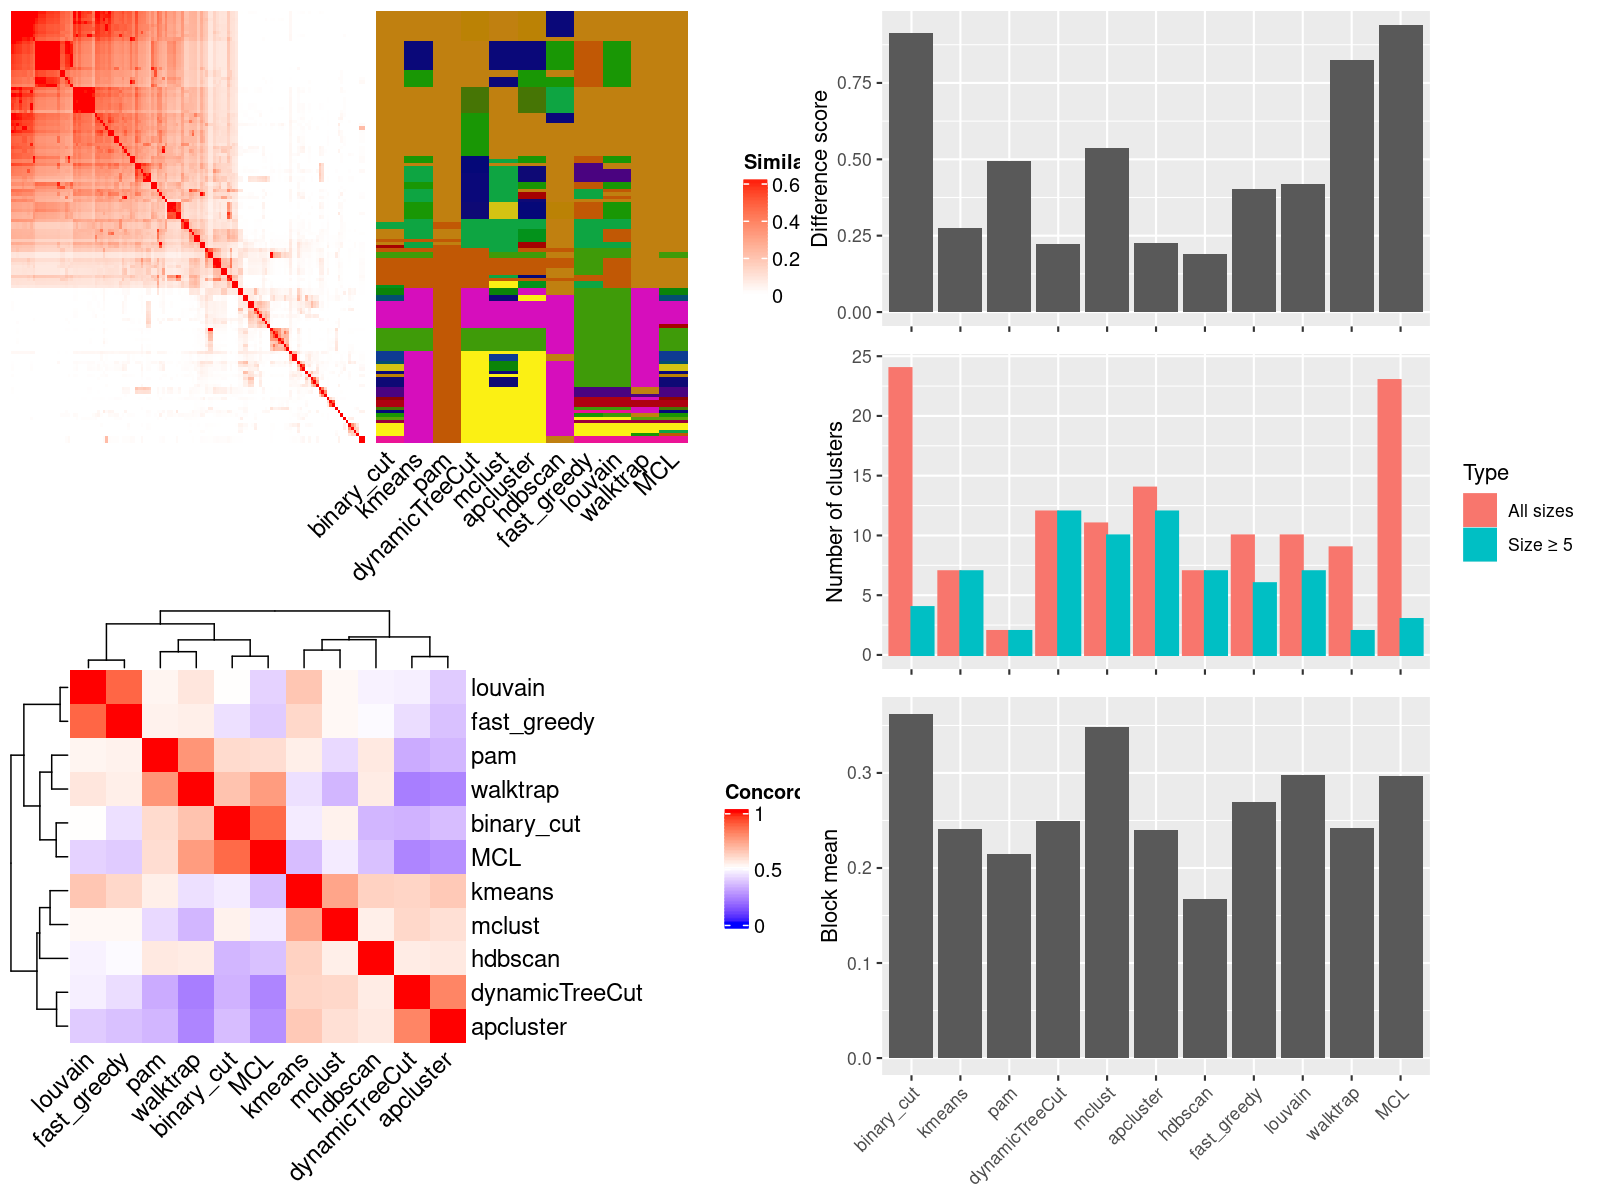 Simila
0.6
0.4
0.2
0
binary_cut
kmeans
pam
dynamicTreeCut
mclust
apcluster
hdbscan
fast_greedy
louvain
walktrap
MCL
Difference score
0.75
0.50
0.25
0.00
Number of clusters
25
20
15
10
5
0
Type
All sizes
Size ≥ 5
louvain
fast_greedy
pam
walktrap
binary_cut
MCL
kmeans
mclust
hdbscan
dynamicTreeCut
apcluster
louvain
fast_greedy
pam
walktrap
binary_cut
MCL
kmeans
mclust
hdbscan
dynamicTreeCut
apcluster
Concord
1
0.5
0
Block mean
0.3
0.2
0.1
0.0
binary_cut
kmeans
pam
dynamicTreeCut
mclust
apcluster
hdbscan
fast_greedy
louvain
walktrap
MCL